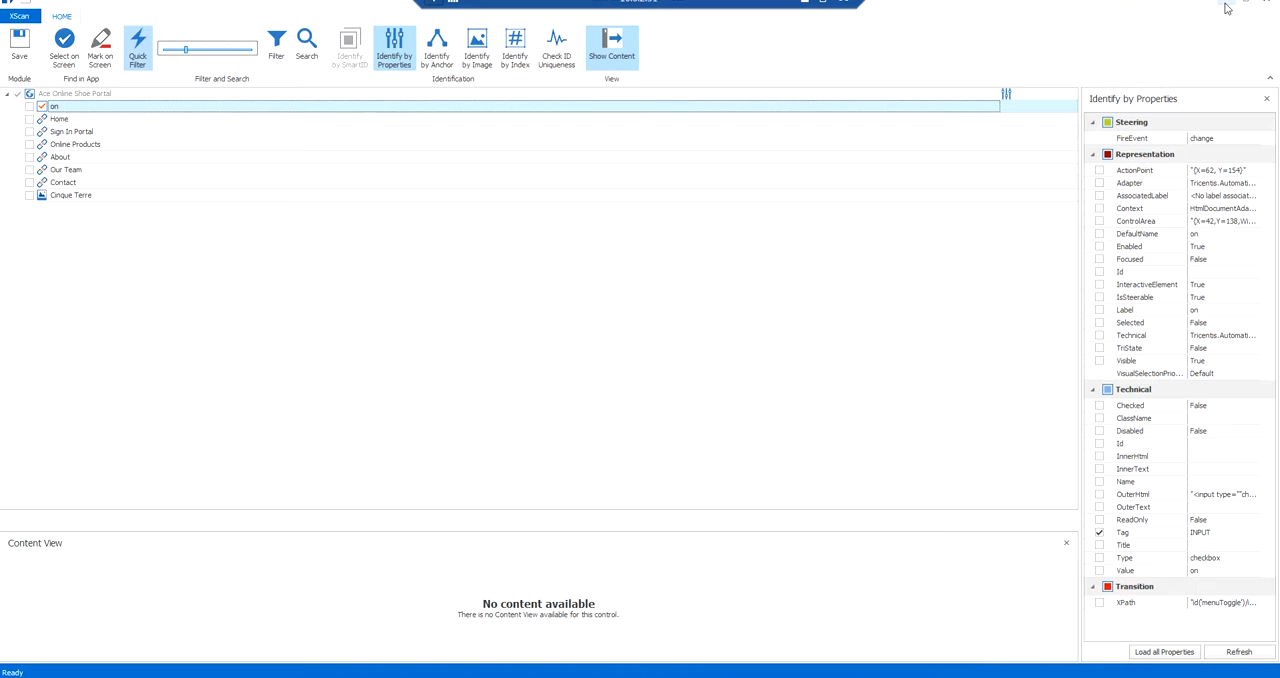 XScan HOME
Save
Select on Screen
Mark on Screen
Quick Filter
Filter
Search
Identify by SmartID
Identify by Properties
Identify by Anchor
Identify by Image
Identify by Index
Check ID Uniqueness
Show Content
Module
Find in App
Filter and Search
Identification
View
Ace Online Shoe Portal
on
Home
Sign In Portal
Online Products
About
Our Team
Contact
Cinque Terre
Content View
No content available
There is no Content View available for this control.
Identify by Properties
Steering
FireEvent change
Representation
ActionPoint "{X=62, Y=154}"
Adapter Tricentis.Automati...
AssociatedLabel <No label associat...
Context HtmlDocumentAda...
ControlArea "{X=42,Y=138,Wi...
DefaultName on
Enabled True
Focused False
Id
InteractiveElement True
IsSteerable True
Label on
Selected False
Technical Tricentis.Automati...
TriState False
Visible True
VisualSelectionPrio... Default
Technical
Checked False
ClassName
Disabled False
Id
InnerHtml
InnerText
Name
OuterHtml "<input type=""ch...
OuterText
ReadOnly False
Tag INPUT
Title
Type checkbox
Value on
Transition
XPath "id('menuToggle')/i...
Load all Properties Refresh
Ready